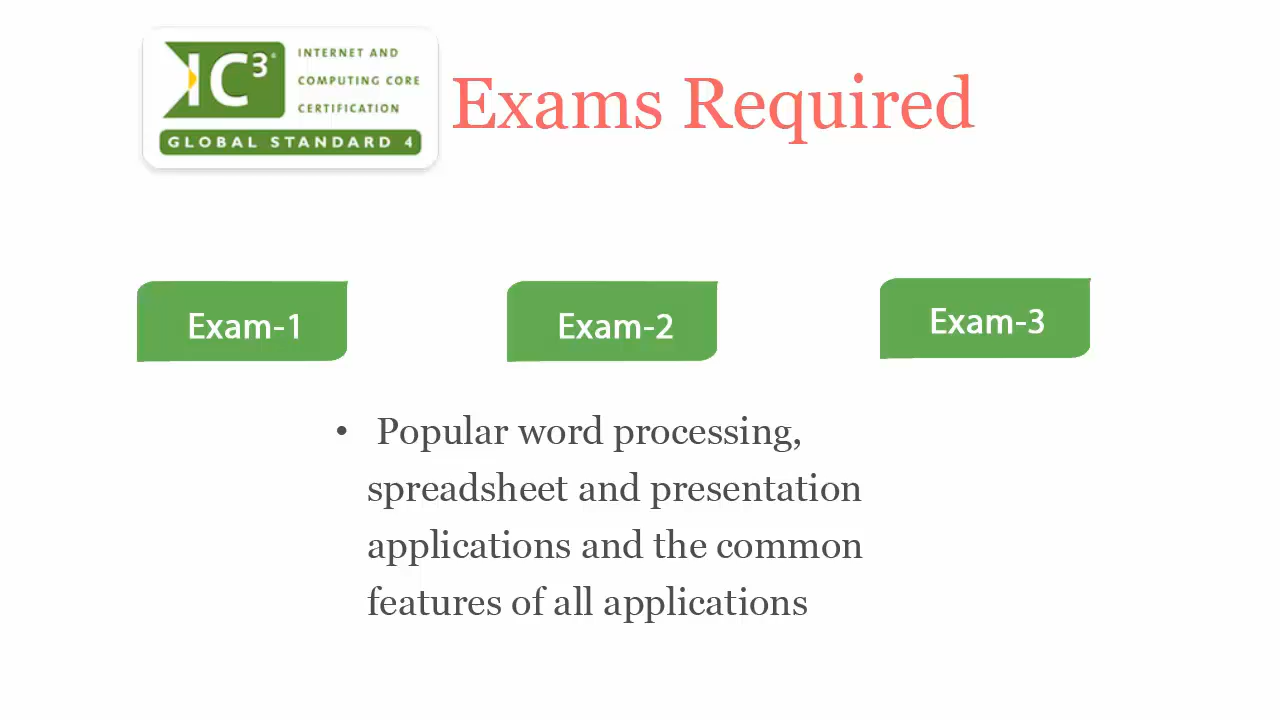 IC3®
INTERNET AND
COMPUTING CORE
CERTIFICATION
GLOBAL STANDARD 4
Exams Required
Exam-1
Exam-2
Exam-3
• Popular word processing,
spreadsheet and presentation
applications and the common
features of all applications